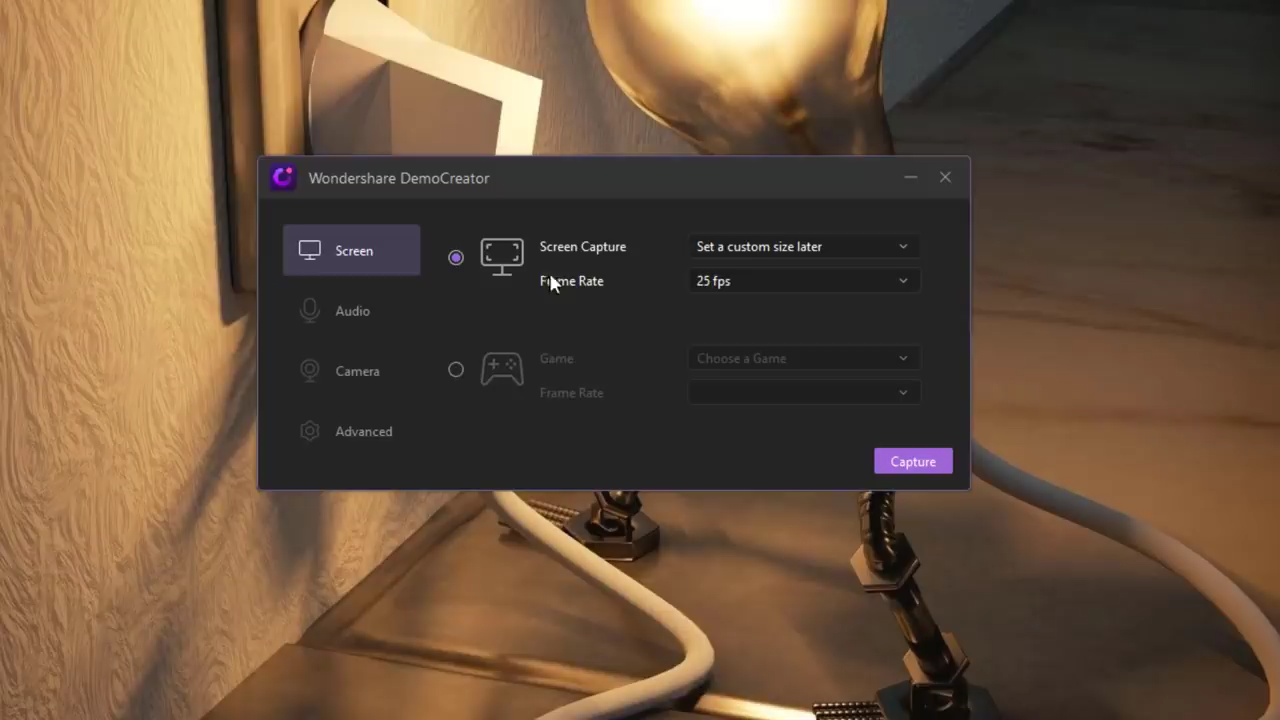 Wondershare DemoCreator
Screen
Screen Capture
Set a custom size later
Frame Rate
25 fps
Audio
Game
Choose a Game
Camera
Frame Rate
Advanced
Capture